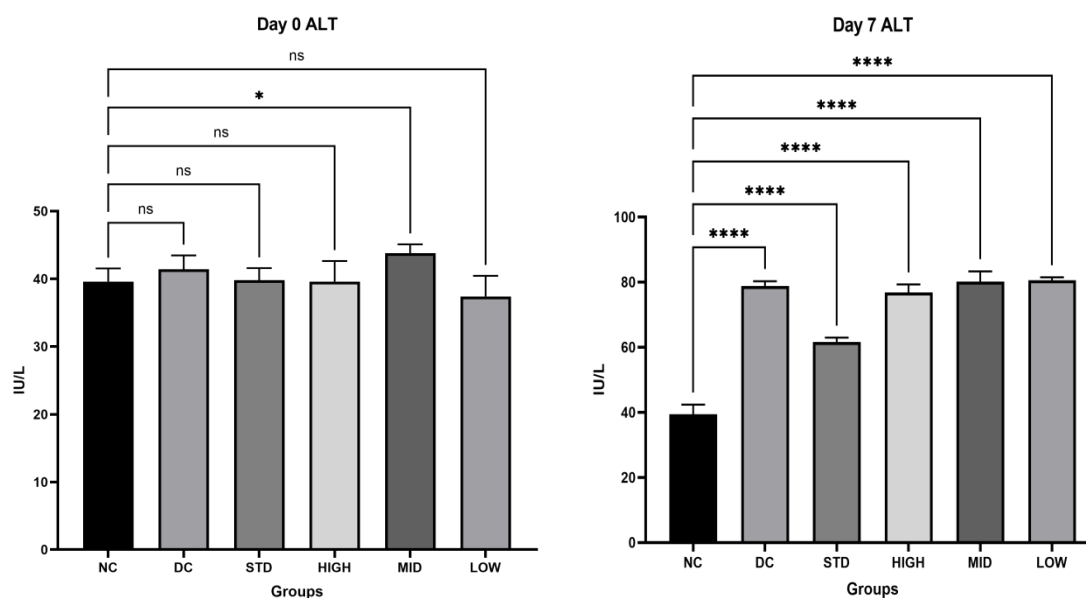 Day 0 ALT
ns
*
ns
ns
ns
50
40
30
20
10
0
IU/L
NC DC STD HIGH MID LOW
Groups
Day 7 ALT
****
****
****
****
****
100
80
60
40
20
0
IU/L
NC DC STD HIGH MID LOW
Groups